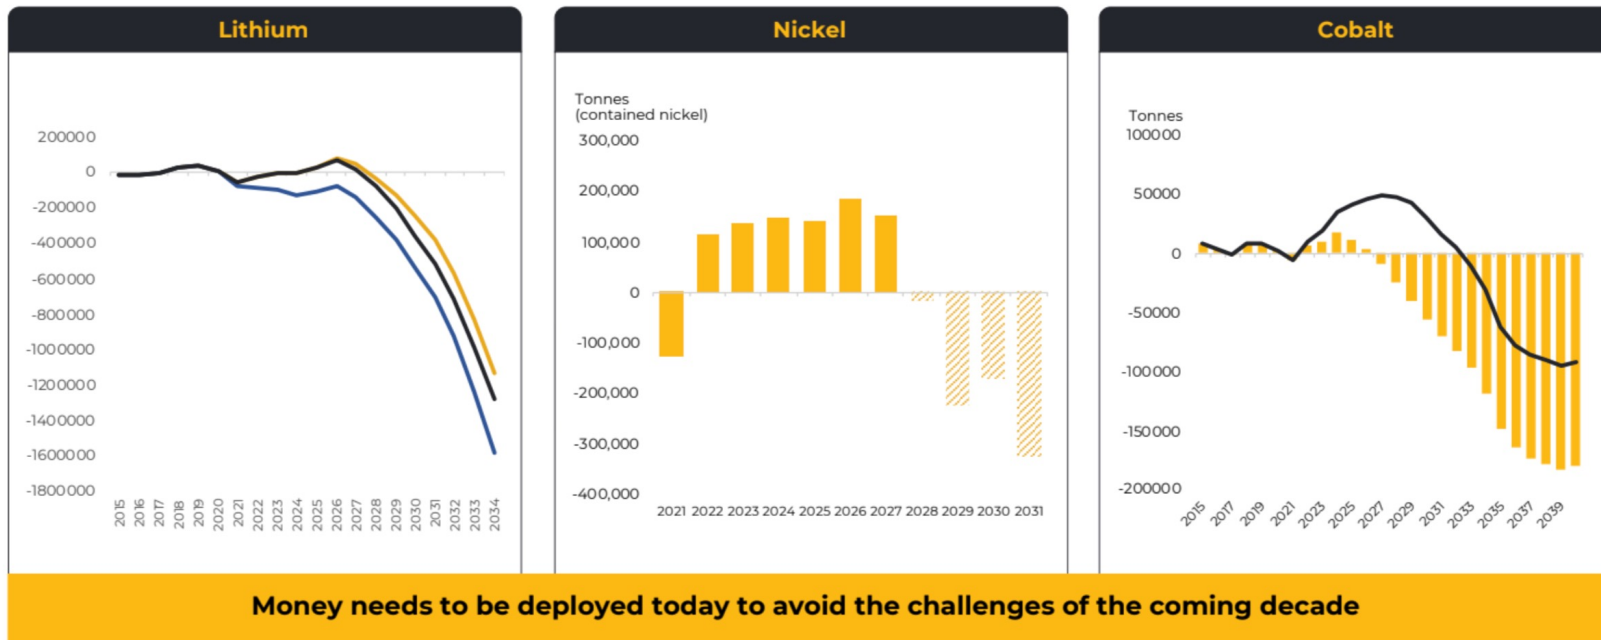 Lithium
200000
0
-200000
-400000
-600000
-800000
-1000000
-1200000
-1400000
-1600000
-1800000
2015 2016 2017 2018 2019 2020 2021 2022 2023 2024 2025 2026 2027 2028 2029 2030 2031 2032 2033 2034
Nickel
Tonnes
(contained nickel)
300,000
200,000
100,000
0
-100,000
-200,000
-300,000
-400,000
2021 2022 2023 2024 2025 2026 2027 2028 2029 2030 2031
Cobalt
Tonnes
100000
50000
0
-50000
-100000
-150000
-200000
2015 2017 2019 2021 2023 2025 2027 2029 2031 2033 2035 2037 2039
Money needs to be deployed today to avoid the challenges of the coming decade